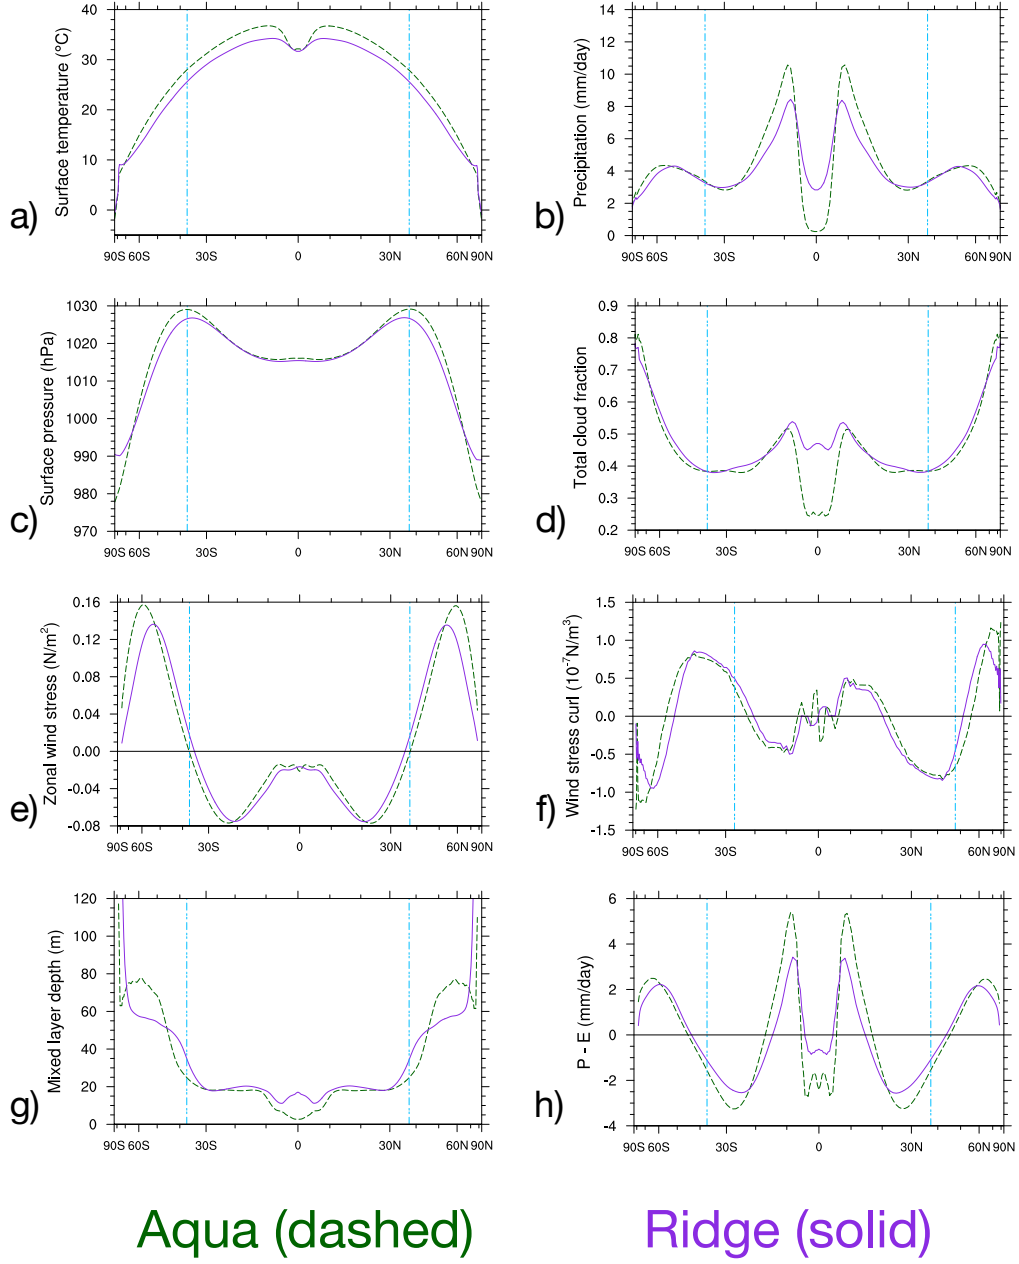 40
30
20
10
0
Surface temperature (°C)
a)
90S 60S 30S 0 30N 60N 90N
14
12
10
8
6
4
2
0
Precipitation (mm/day)
b)
90S 60S 30S 0 30N 60N 90N
1030
1020
1010
1000
990
980
970
Surface pressure (hPa)
c)
90S 60S 30S 0 30N 60N 90N
0.9
0.8
0.7
0.6
0.5
0.4
0.3
0.2
Total cloud fraction
d)
90S 60S 30S 0 30N 60N 90N
0.16
0.12
0.08
0.04
0.00
-0.04
-0.08
Zonal wind stress (N/m²)
e)
90S 60S 30S 0 30N 60N 90N
1.5
1.0
0.5
0.0
-0.5
-1.0
-1.5
Wind stress curl (10⁻⁷N/m³)
f)
90S 60S 30S 0 30N 60N 90N
120
100
80
60
40
20
0
Mixed layer depth (m)
g)
90S 60S 30S 0 30N 60N 90N
6
4
2
0
-2
-4
P - E (mm/day)
h)
90S 60S 30S 0 30N 60N 90N
Aqua (dashed) Ridge (solid)